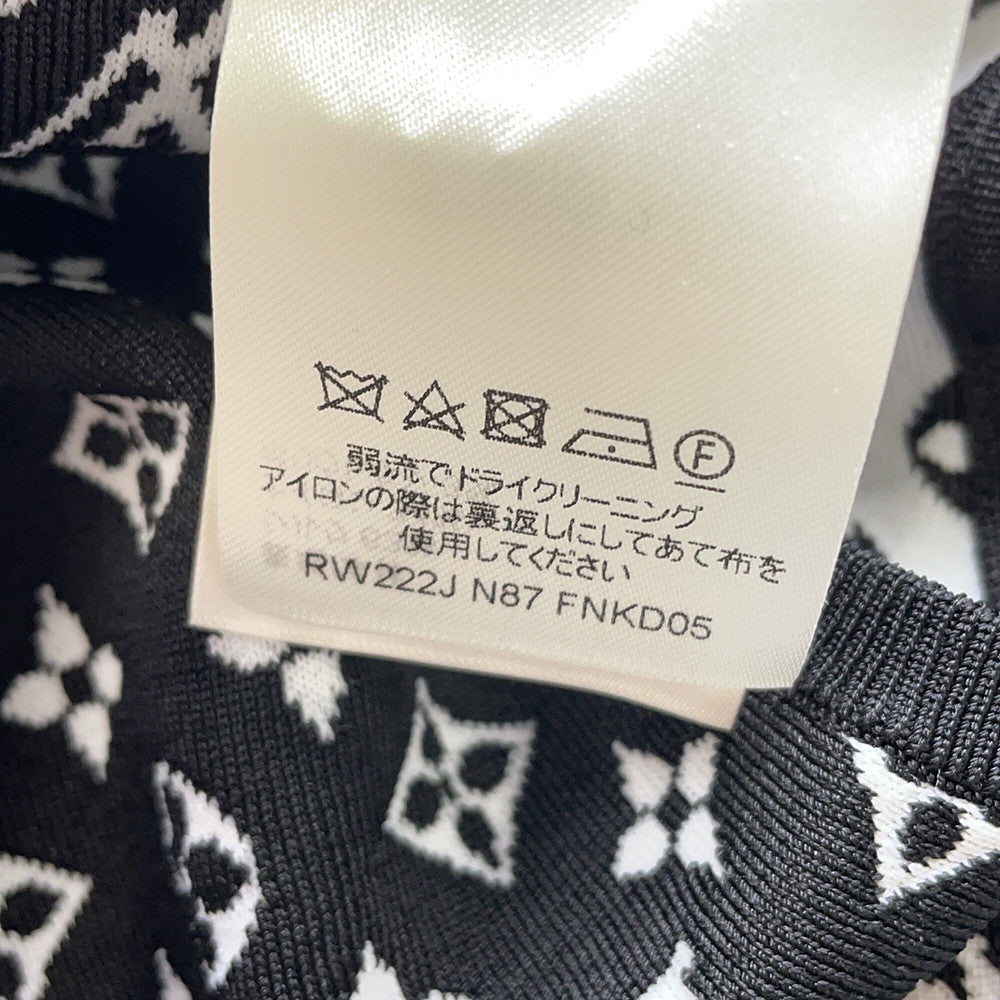 F
弱流でドライクリーニング
アイロンの際は裏返しにしてあて布を
使用してください
RW222J N87 FNKD05